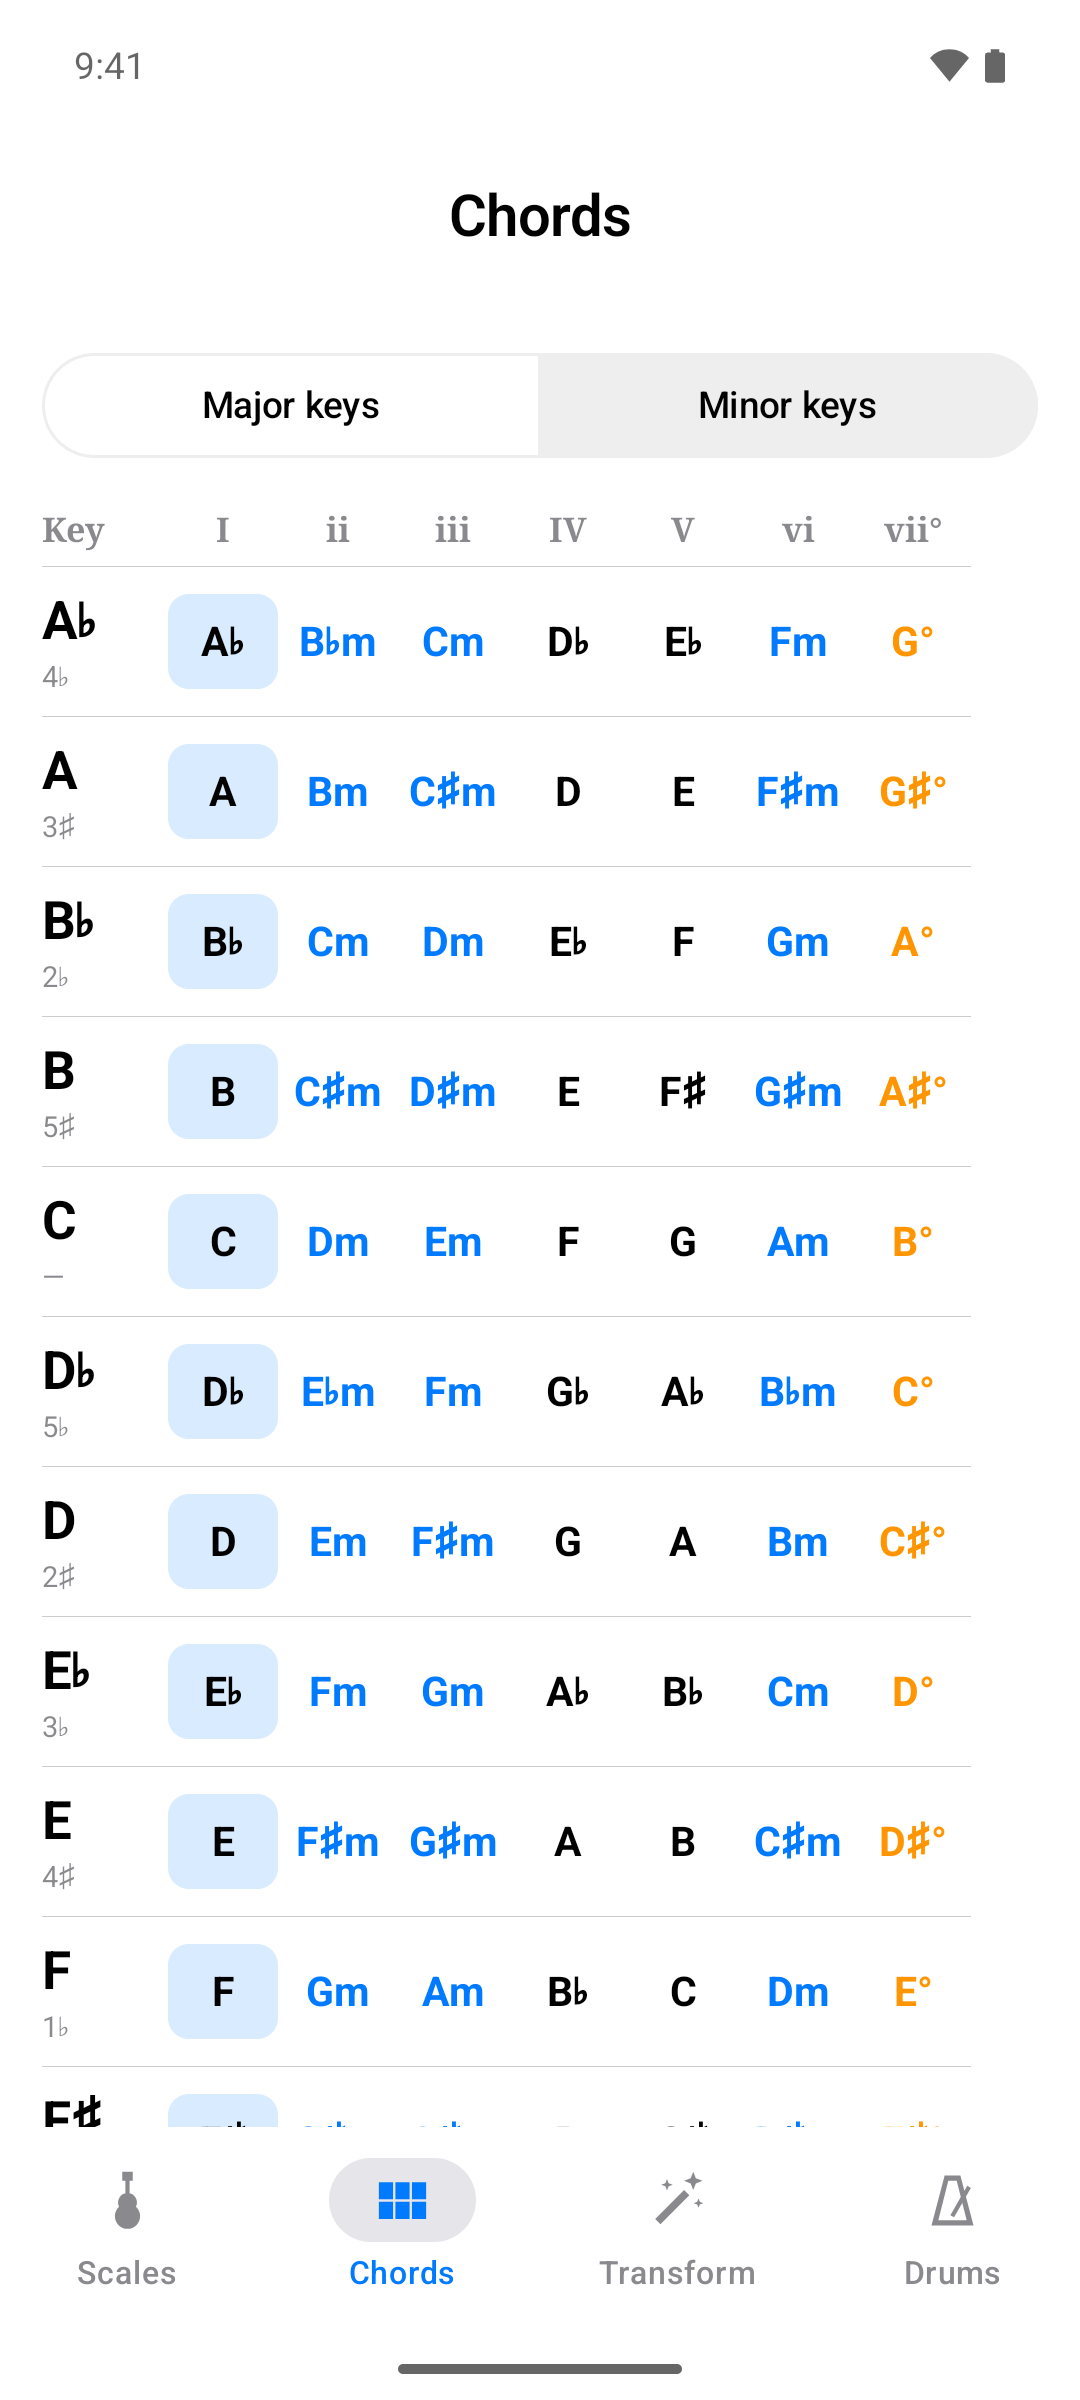 9:41
Chords
Major keys Minor keys
Key I ii iii IV V vi vii°
A♭ A♭ B♭m Cm D♭ E♭ Fm G°
4♭
A A Bm C♯m D E F♯m G♯°
3♯
B♭ B♭ Cm Dm E♭ F Gm A°
2♭
B B C♯m D♯m E F♯ G♯m A♯°
5♯
C C Dm Em F G Am B°
—
D♭ D♭ E♭m Fm G♭ A♭ B♭m C°
5♭
D D Em F♯m G A Bm C♯°
2♯
E♭ E♭ Fm Gm A♭ B♭ Cm D°
3♭
E E F♯m G♯m A B C♯m D♯°
4♯
F F Gm Am B♭ C Dm E°
1♭
F♯
Scales Chords Transform Drums